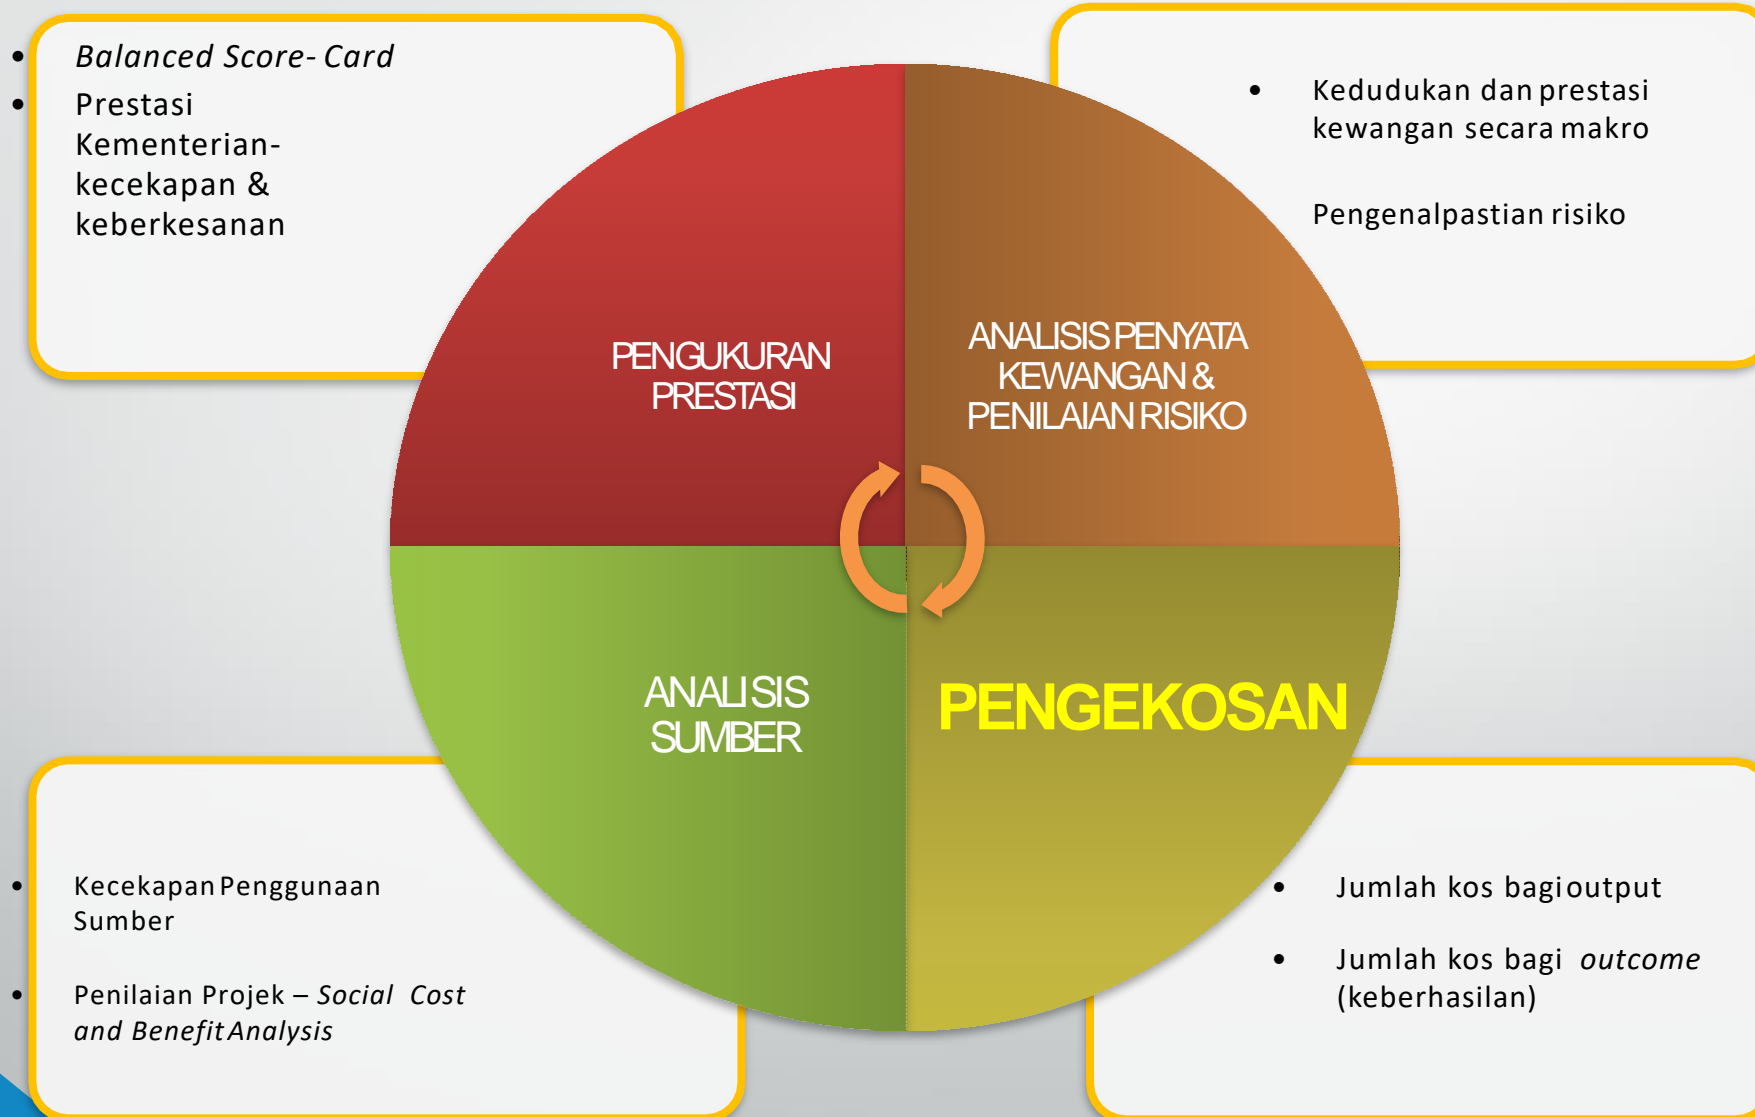 • Balanced Score- Card
• Prestasi
Kementerian-
kecekapan &
keberkesanan
• Kedudukan dan prestasi
kewangan secara makro
Pengenalpastian risiko
PENGUKURAN
PRESTASI
ANALISIS PENYATA
KEWANGAN &
PENILAIAN RISIKO
ANALISIS
SUMBER
PENGEKOSAN
• Kecekapan Penggunaan
Sumber
• Penilaian Projek – Social Cost
and Benefit Analysis
• Jumlah kos bagi output
• Jumlah kos bagi outcome
(keberhasilan)